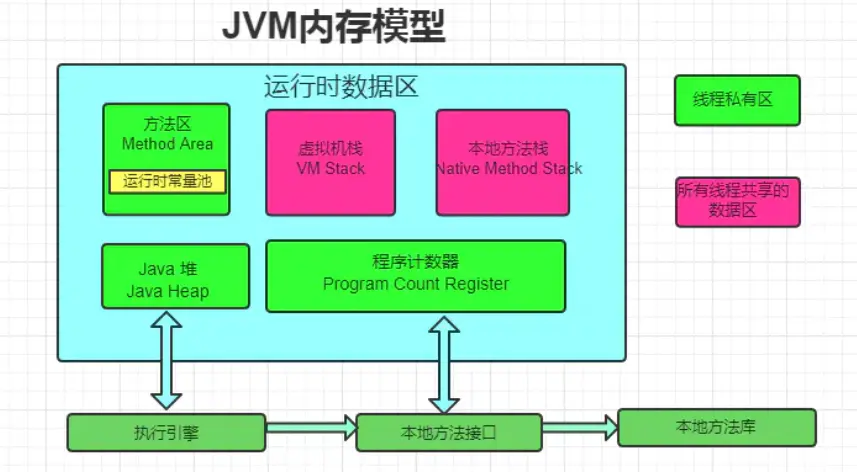 JVM内存模型
运行时数据区
方法区
Method Area
运行时常量池
虚拟机栈
VM Stack
本地方法栈
Native Method Stack
线程私有区
所有线程共享的
数据区
Java 堆
Java Heap
程序计数器
Program Count Register
执行引擎
本地方法接口
本地方法库